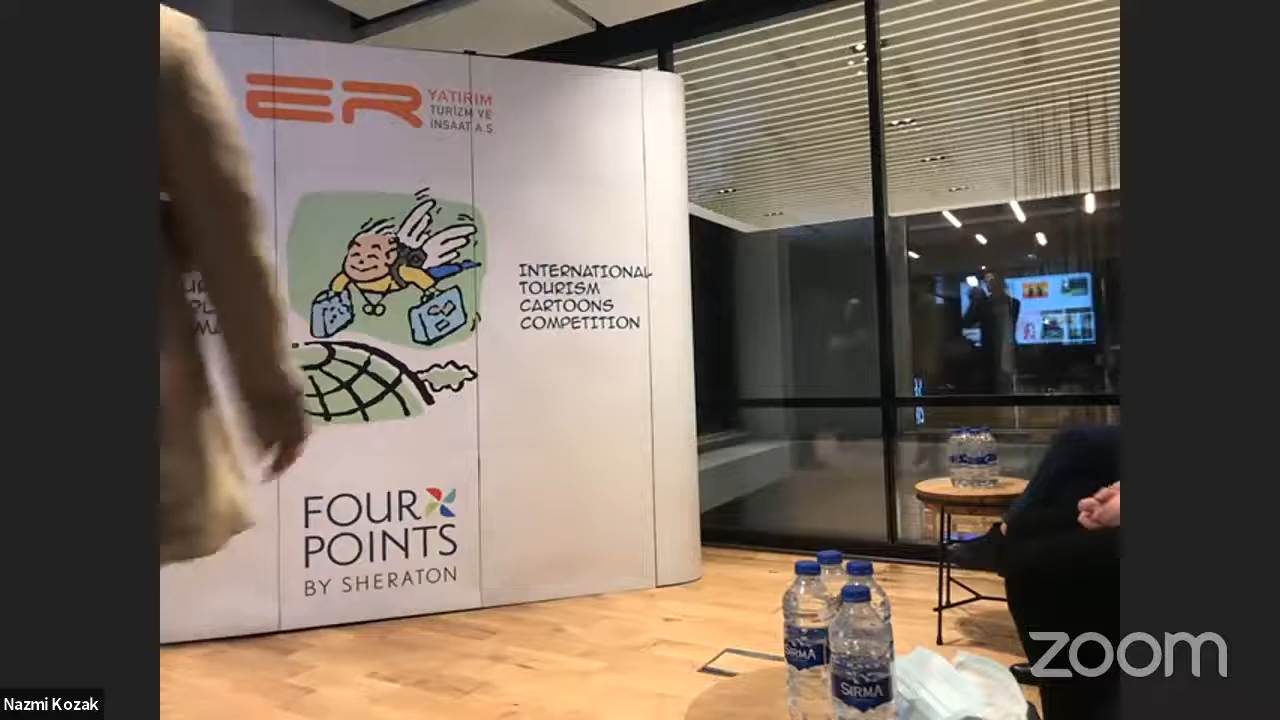 ER
YATIRIM
TURİZM VE
İNŞAAT A.Ş
INTERNATIONAL
TOURISM
CARTOONS
COMPETITION
FOUR
POINTS
BY SHERATON
SIRMA
SIRMA
zoom
Nazmi Kozak